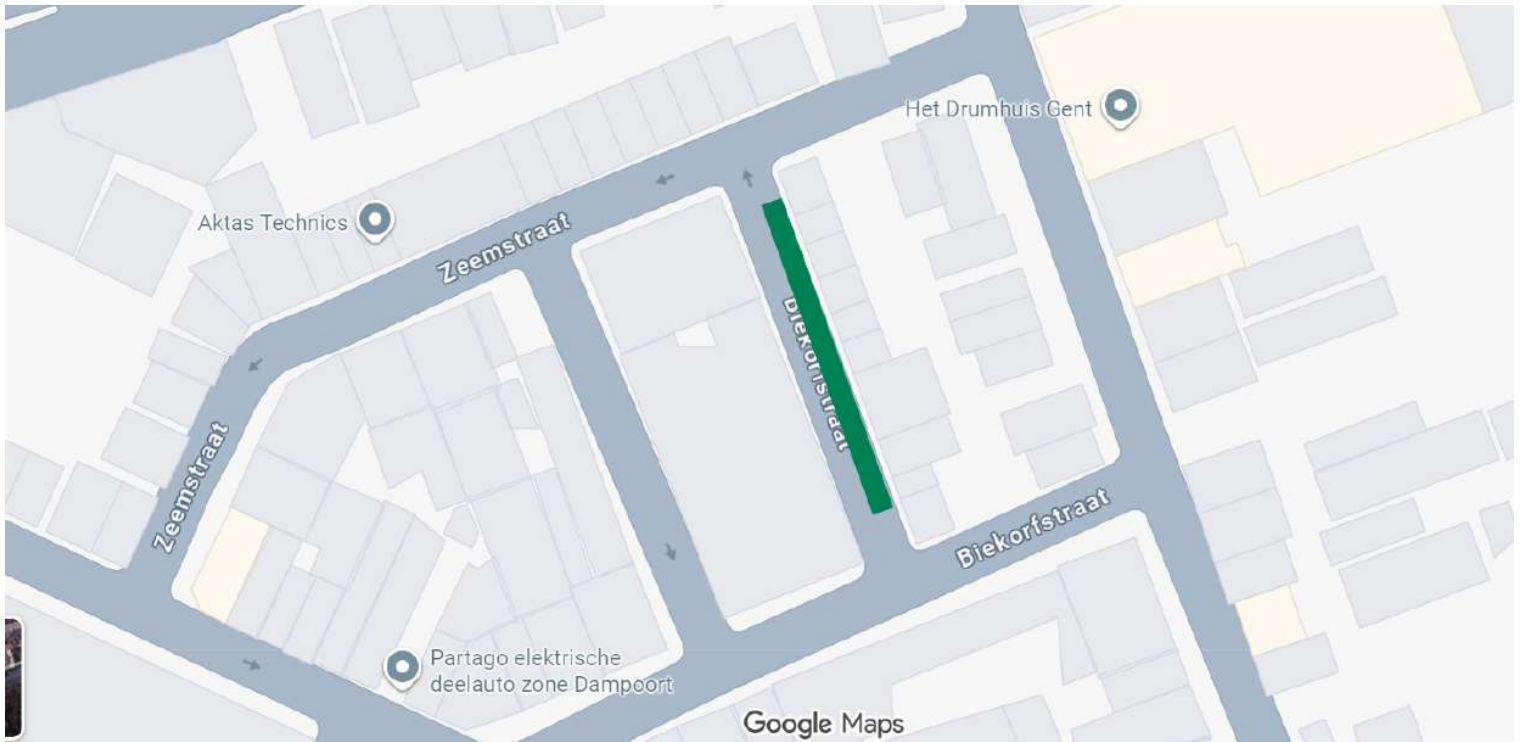 Het Drumhuis Gent
Aktas Technics
Zeemstraat
Biekorfstraat
Zeemstraat
Biekorfstraat
Partago elektrische
deelauto zone Dampoort
Google Maps